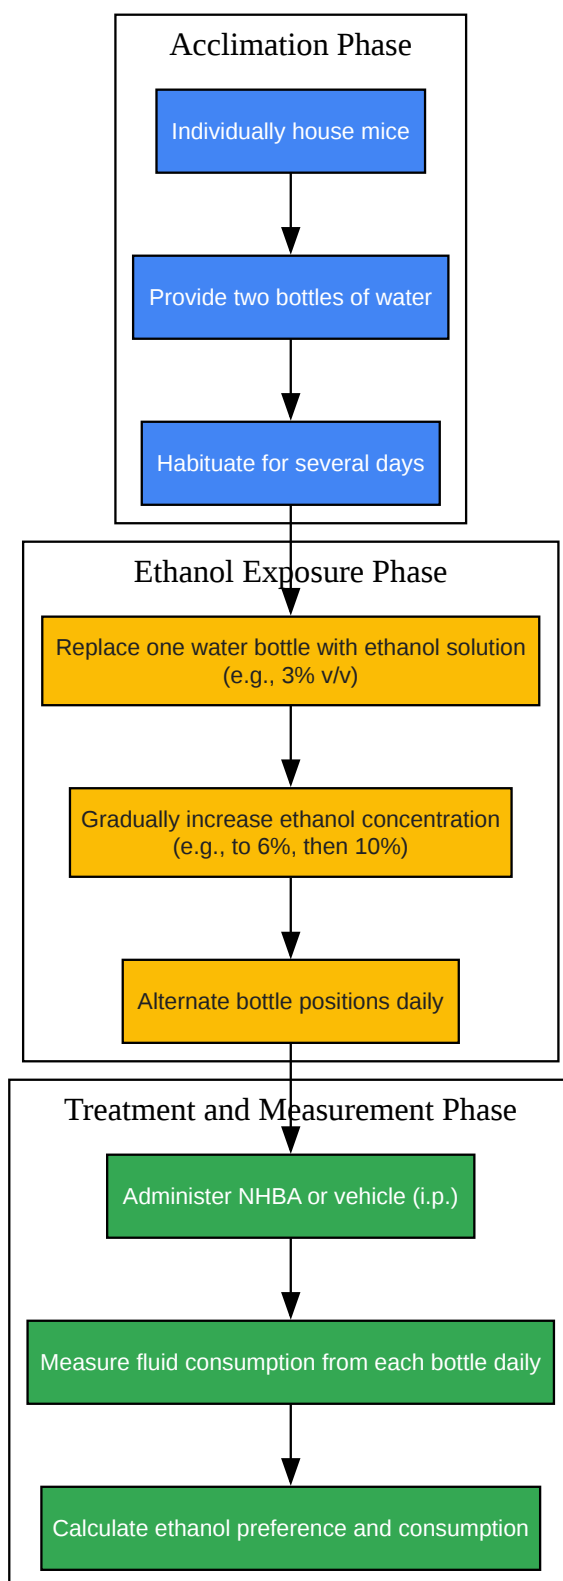 Acclimation Phase
Individually house mice
Provide two bottles of water
Habituate for several days
Ethanol Exposure Phase
Replace one water bottle with ethanol solution
(e.g., 3% v/v)
Gradually increase ethanol concentration
(e.g., to 6%, then 10%)
Alternate bottle positions daily
Treatment and Measurement Phase
Administer NHBA or vehicle (i.p.)
Measure fluid consumption from each bottle daily
Calculate ethanol preference and consumption